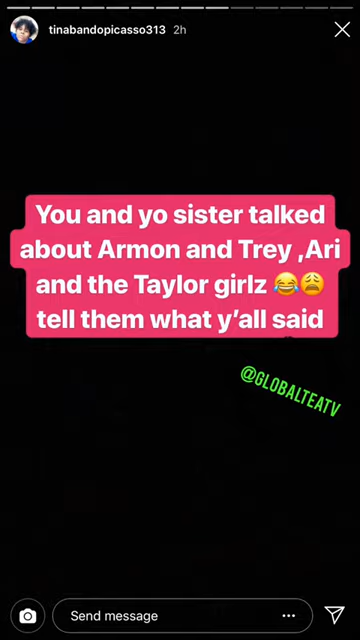 tinabandopicasso313 2h
You and yo sister talked
about Armon and Trey ,Ari
and the Taylor girlz 😂😩
tell them what y'all said
@GLOBALTEATV
Send message